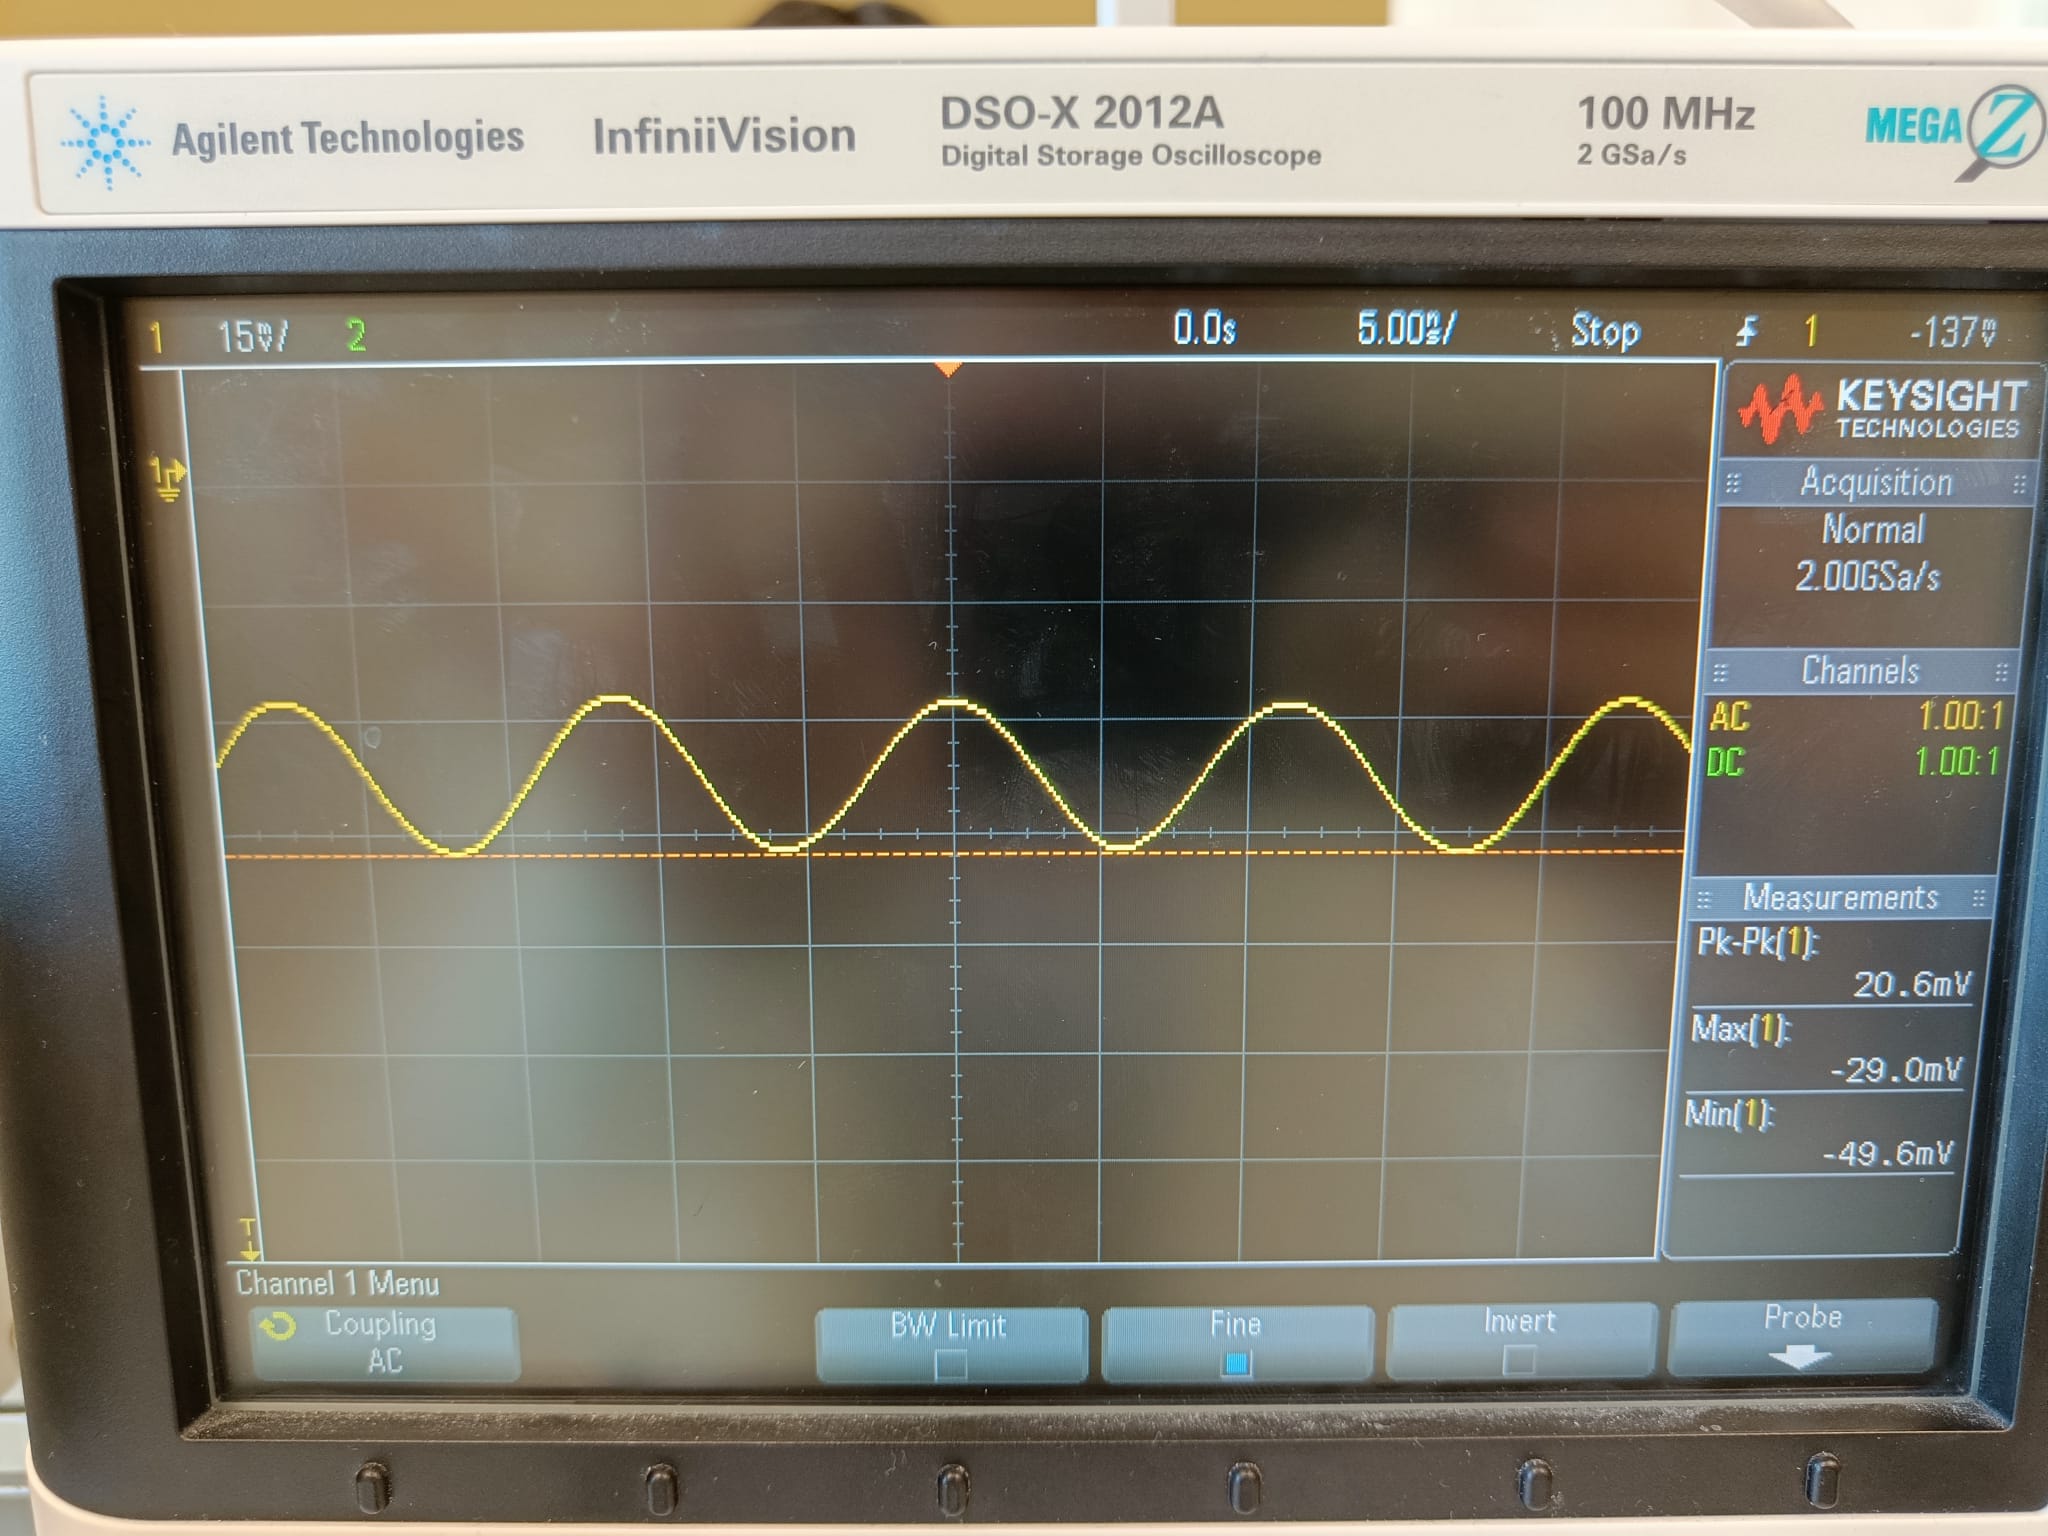 Agilent Technologies InfiniiVision DSO-X 2012A 100 MHz MEGA Z
Digital Storage Oscilloscope 2 GSa/s
1 15mV/ 2 0.0s 5.00ns/ Stop 1 -137mV
KEYSIGHT
TECHNOLOGIES
1
Acquisition
Normal
2.00GSa/s
Channels
AC 1.00:1
DC 1.00:1
Measurements
Pk-Pk(1):
20.6mV
Max(1):
-29.0mV
Min(1):
-49.6mV
T
Channel 1 Menu
Coupling
AC
BW Limit
Fine
Invert
Probe